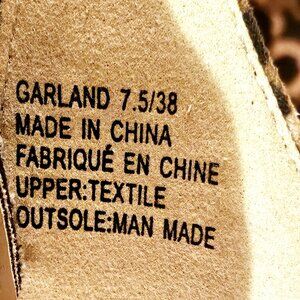 GARLAND 7.5/38
MADE IN CHINA
FABRIQUÉ EN CHINE
UPPER:TEXTILE
OUTSOLE:MAN MADE